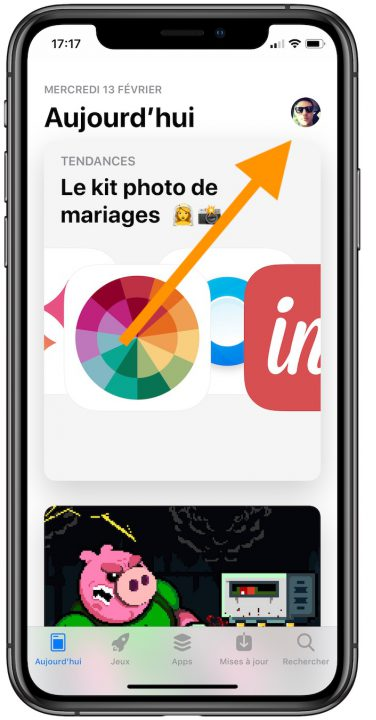 17:17
MERCREDI 13 FÉVRIER
Aujourd'hui
TENDANCES
Le kit photo de
mariages 👰📸
in
Aujourd'hui
Jeux
Apps
Mises à jour
Rechercher